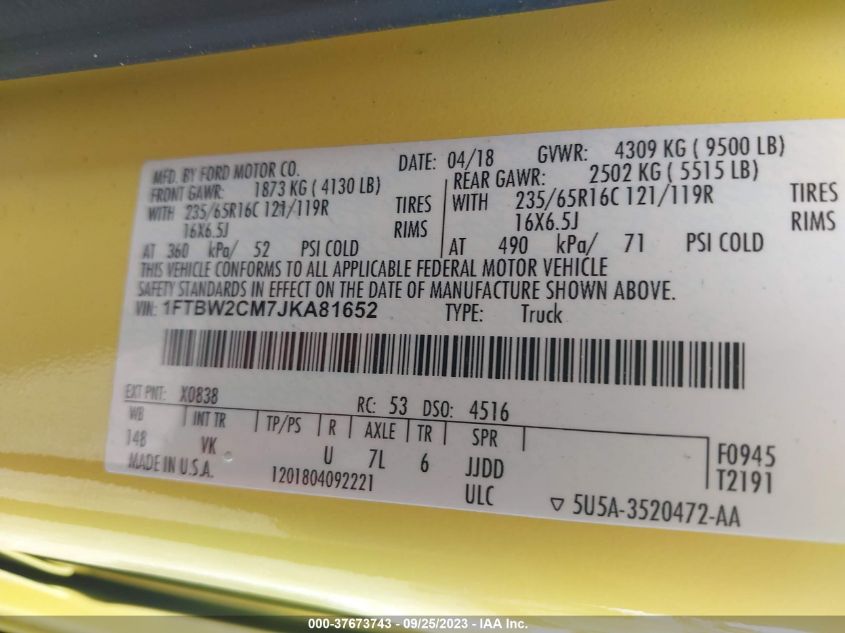 MFD. BY FORD MOTOR CO. DATE: 04/18 GVWR: 4309 KG ( 9500 LB)
FRONT GAWR: 1873 KG ( 4130 LB) REAR GAWR: 2502 KG ( 5515 LB)
WITH 235/65R16C 121/119R TIRES WITH 235/65R16C 121/119R TIRES
16X6.5J RIMS 16X6.5J RIMS
AT 360 kPa/ 52 PSI COLD AT 490 kPa/ 71 PSI COLD
THIS VEHICLE CONFORMS TO ALL APPLICABLE FEDERAL MOTOR VEHICLE
SAFETY STANDARDS IN EFFECT ON THE DATE OF MANUFACTURE SHOWN ABOVE.
VIN: 1FTBW2CM7JKA81652 TYPE: Truck
EXT PNT: X0838 RC: 53 DSO: 4516
WB INT TR TP/PS R AXLE TR SPR F0945
148 VK U 7L 6 JJDD T2191
MADE IN U.S.A. 1201804092221 ULC ▽ 5U5A-3520472-AA
000-37673743 - 09/25/2023 - IAA Inc.